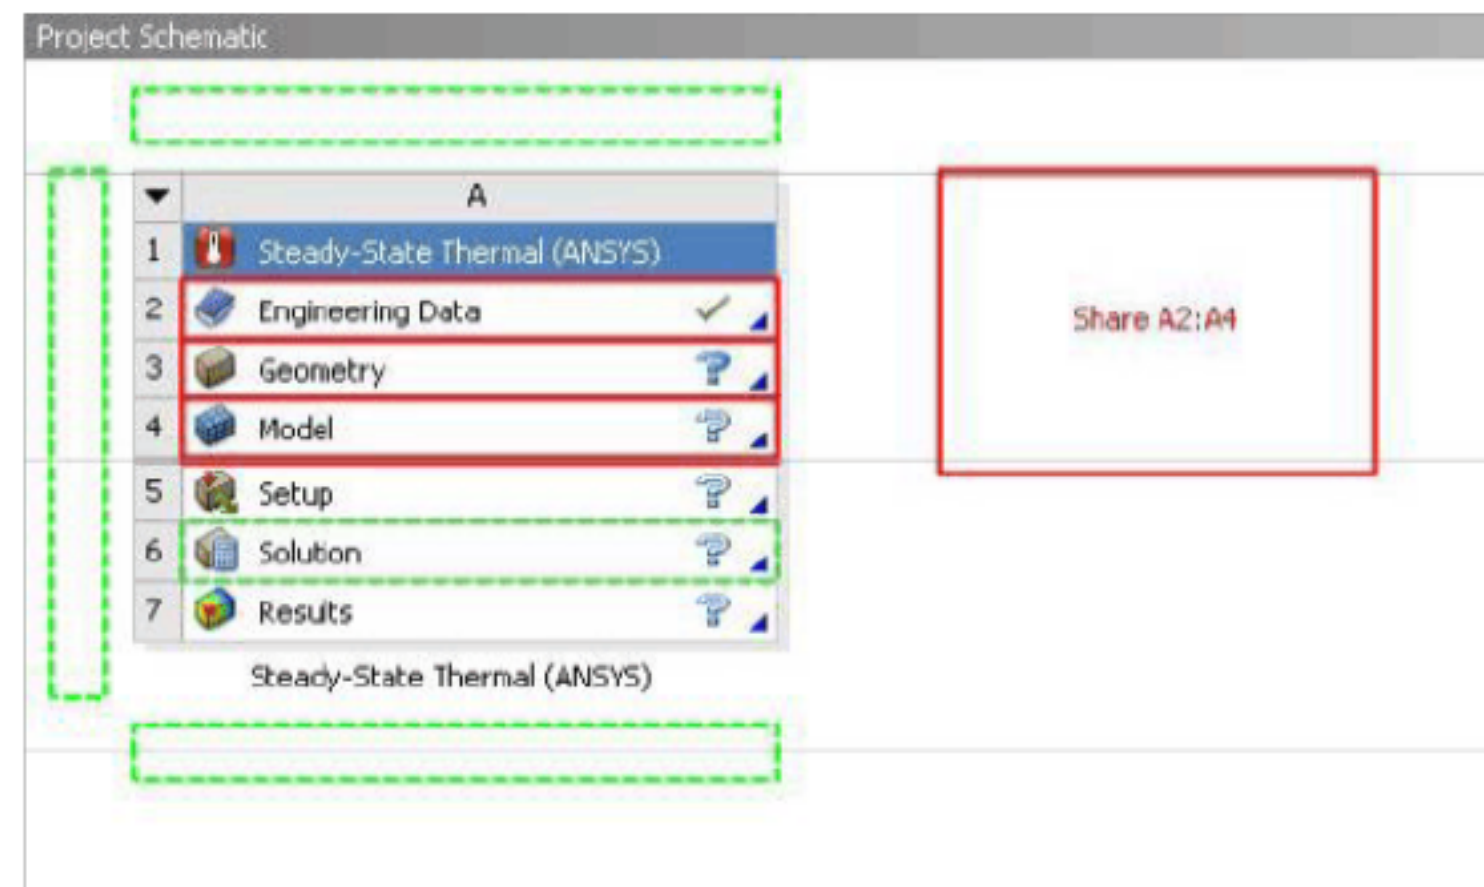 Project Schematic
A
1 Steady-State Thermal (ANSYS)
2 Engineering Data
Share A2:A4
3 Geometry
4 Model
5 Setup
6 Solution
7 Results
Steady-State Thermal (ANSYS)